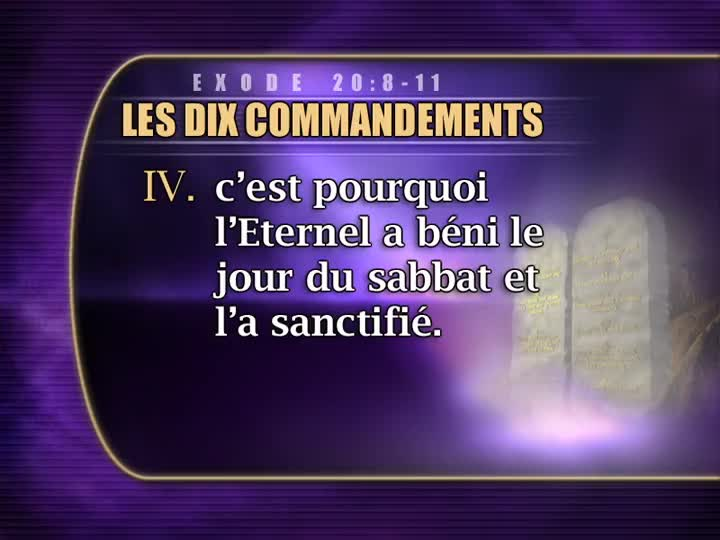 EXODE 20:8-11
LES DIX COMMANDEMENTS
IV. c’est pourquoi
l’Eternel a béni le
jour du sabbat et
l’a sanctifié.